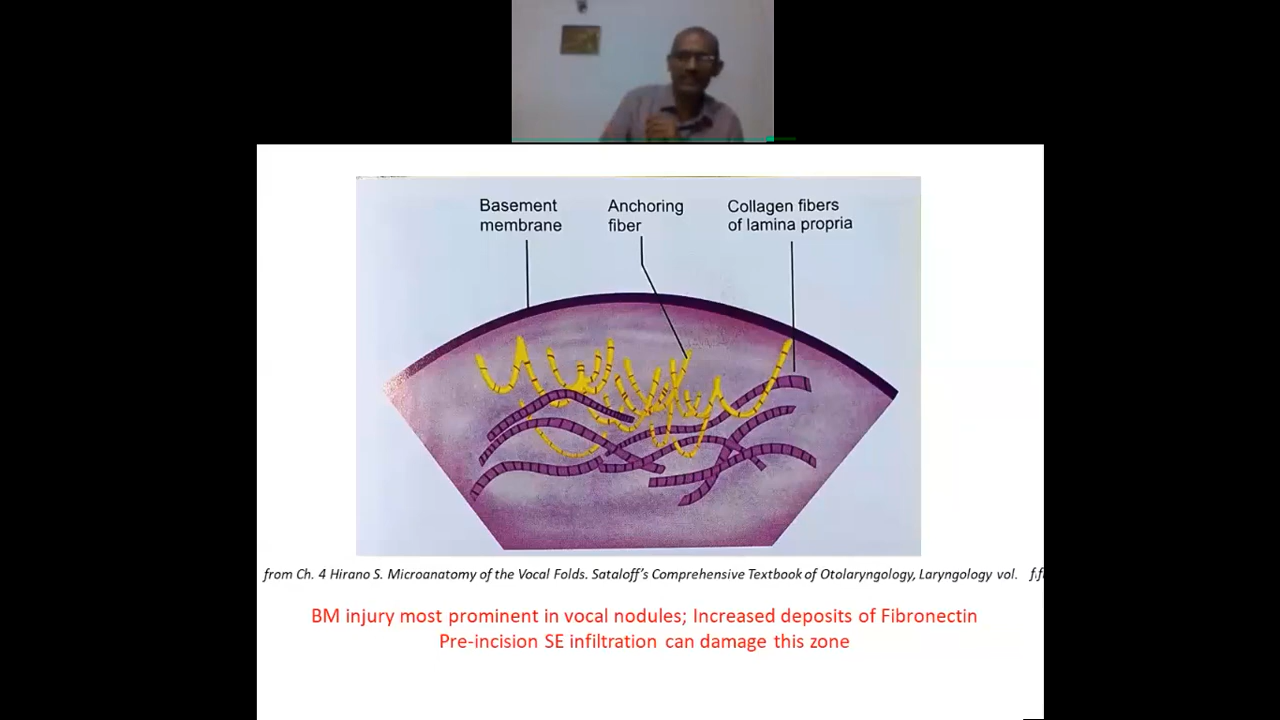 Basement
membrane
Anchoring
fiber
Collagen fibers
of lamina propria
from Ch. 4 Hirano S. Microanatomy of the Vocal Folds. Sataloff's Comprehensive Textbook of Otolaryngology, Laryngology vol.
BM injury most prominent in vocal nodules; Increased deposits of Fibronectin
Pre-incision SE infiltration can damage this zone